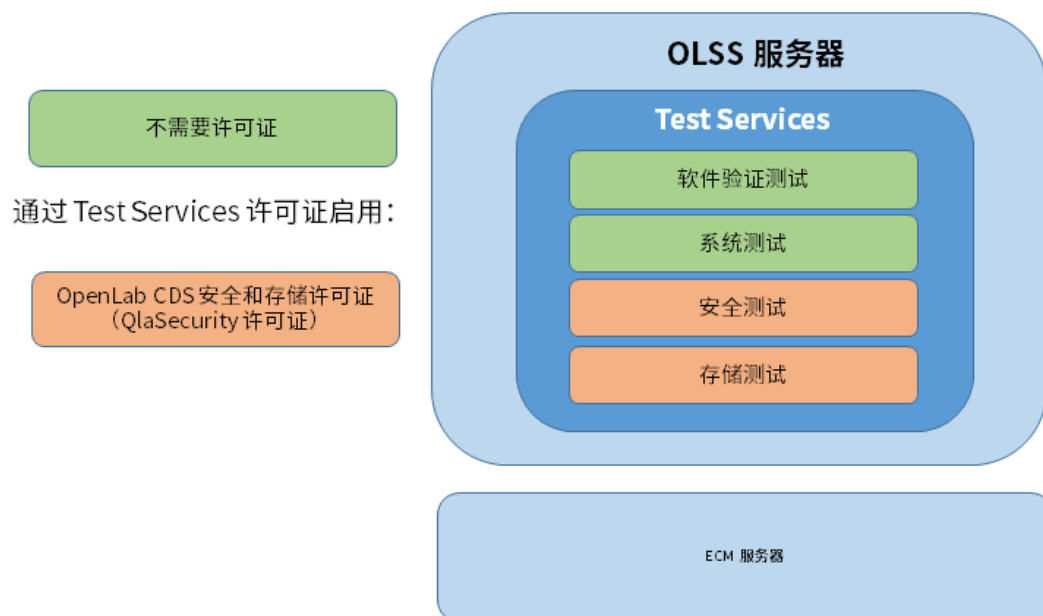 不需要许可证
通过 Test Services 许可证启用：
OpenLab CDS 安全和存储许可证
（QlaSecurity 许可证）
OLSS 服务器
Test Services
软件验证测试
系统测试
安全测试
存储测试
ECM 服务器